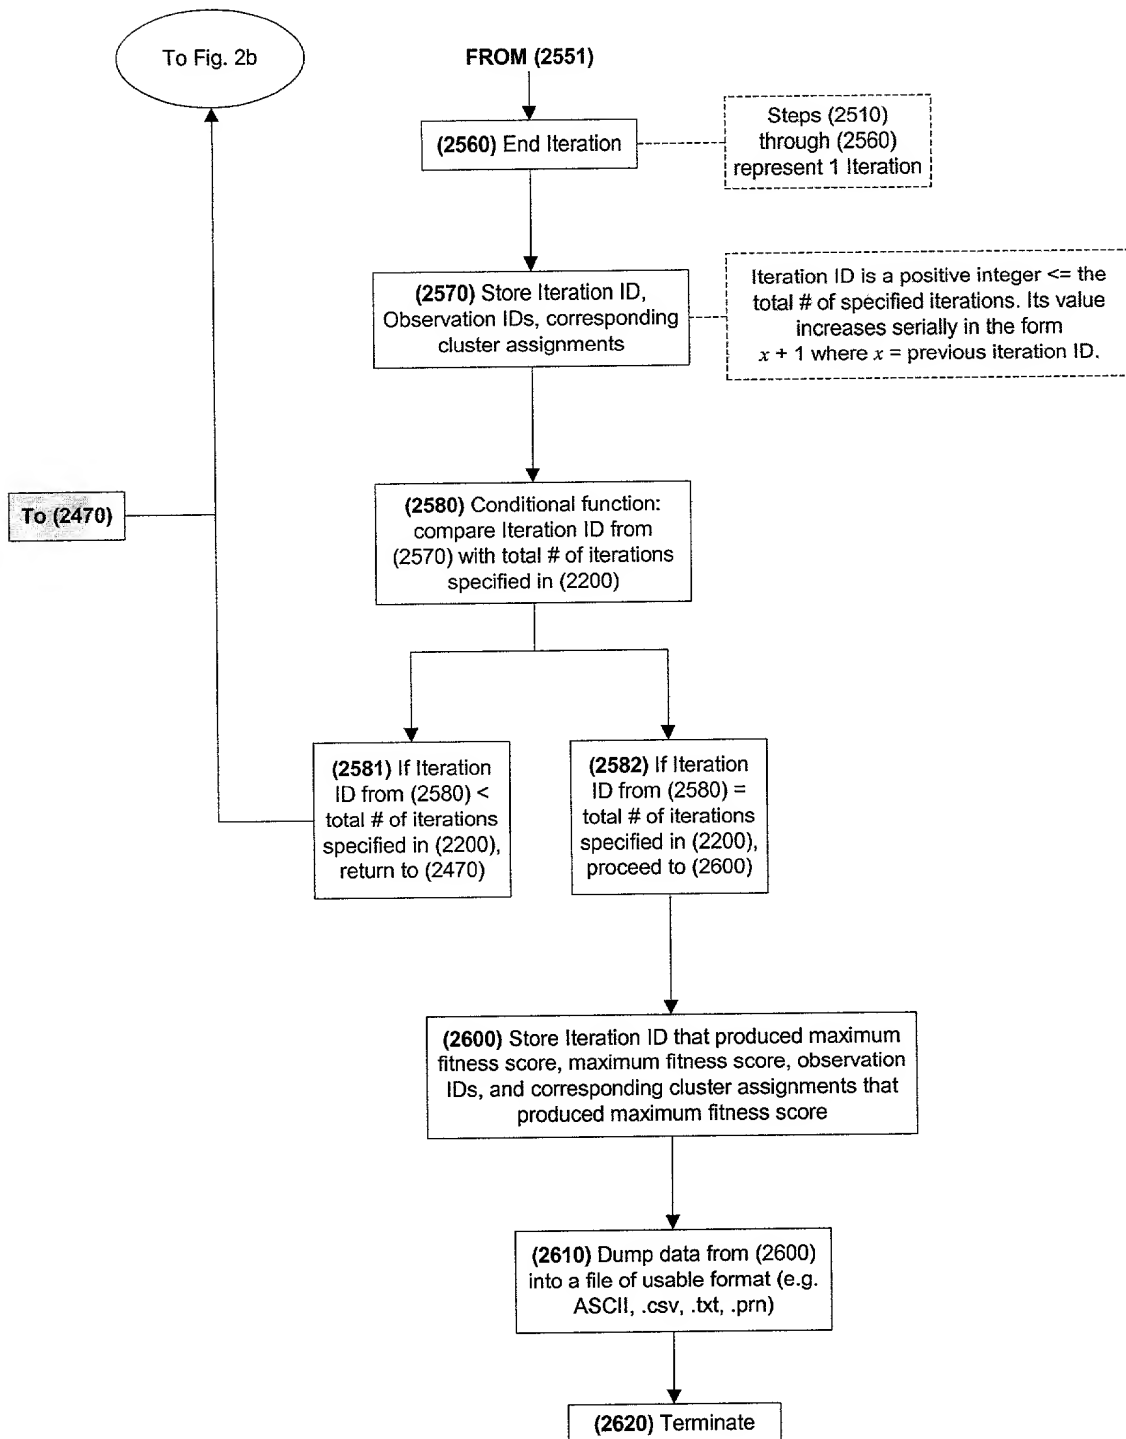 To Fig. 2b
FROM (2551)
(2560) End Iteration
Steps (2510)
through (2560)
represent 1 Iteration
(2570) Store Iteration ID,
Observation IDs, corresponding
cluster assignments
Iteration ID is a positive integer <= the
total # of specified iterations. Its value
increases serially in the form
x + 1 where x = previous iteration ID.
To (2470)
(2580) Conditional function:
compare Iteration ID from
(2570) with total # of iterations
specified in (2200)
(2581) If Iteration
ID from (2580) <
total # of iterations
specified in (2200),
return to (2470)
(2582) If Iteration
ID from (2580) =
total # of iterations
specified in (2200),
proceed to (2600)
(2600) Store Iteration ID that produced maximum
fitness score, maximum fitness score, observation
IDs, and corresponding cluster assignments that
produced maximum fitness score
(2610) Dump data from (2600)
into a file of usable format (e.g.
ASCII, .csv, .txt, .prn)
(2620) Terminate